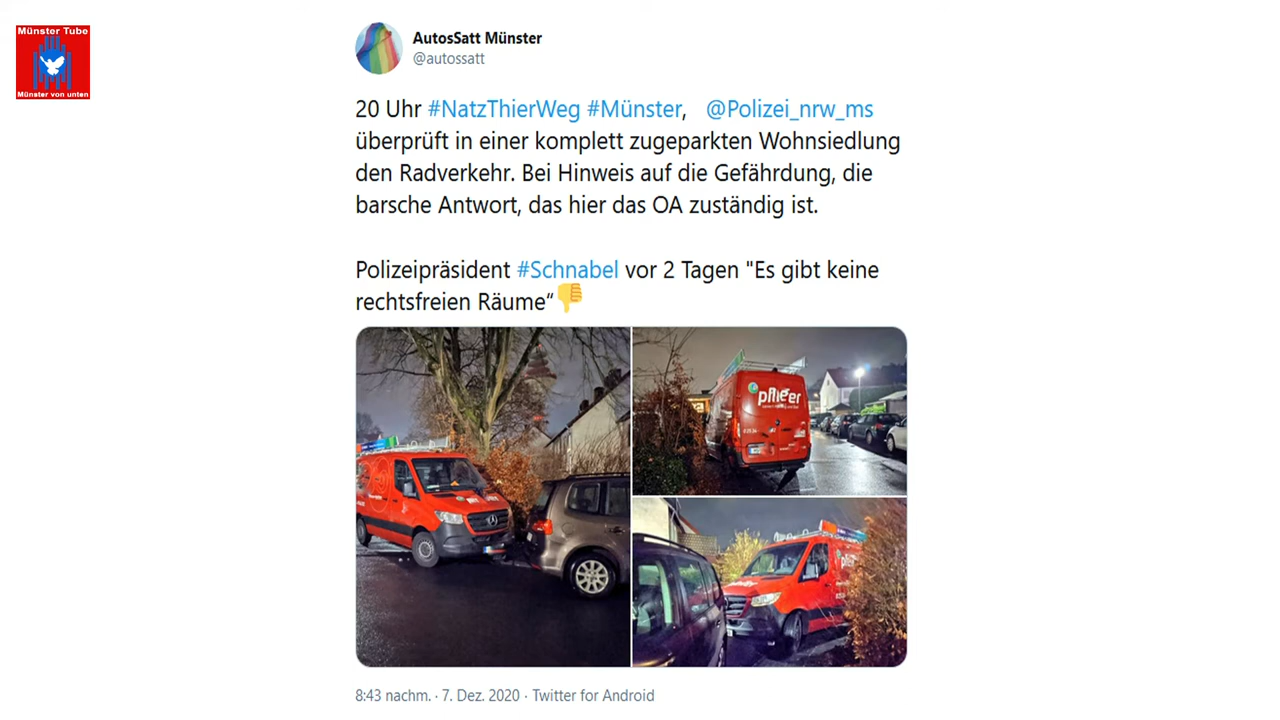 Münster Tube
Münster von unten
AutosSatt Münster
@autossatt
20 Uhr #NatzThierWeg #Münster, @Polizei_nrw_ms
überprüft in einer komplett zugeparkten Wohnsiedlung
den Radverkehr. Bei Hinweis auf die Gefährdung, die
barsche Antwort, das hier das OA zuständig ist.
Polizeipräsident #Schnabel vor 2 Tagen "Es gibt keine
rechtsfreien Räume“
8:43 nachm. · 7. Dez. 2020 · Twitter for Android